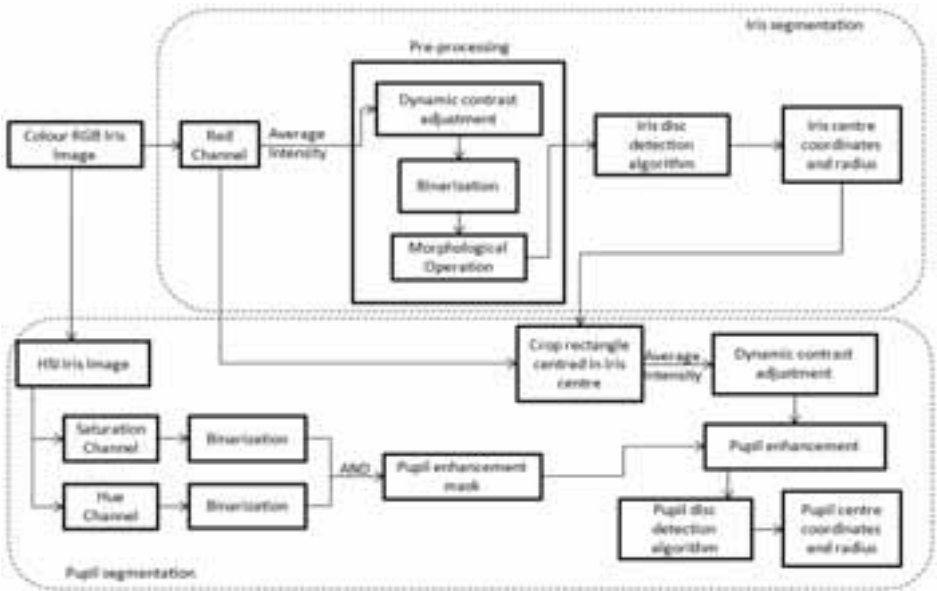 Iris segmentation
Pre-processing
Dynamic contrast
adjustment
Colour RGB Iris
Image
Red
Channel
Average
Intensity
Binarization
Morphological
Operation
Iris disc
detection
algorithm
Iris centre
coordinates
and radius
HSI Iris Image
Crop rectangle
centred in Iris
centre
Average
Intensity
Dynamic contrast
adjustment
Saturation
Channel
Binarization
Hue
Channel
Binarization
AND
Pupil enhancement
mask
Pupil enhancement
Pupil disc
detection
algorithm
Pupil centre
coordinates
and radius
Pupil segmentation